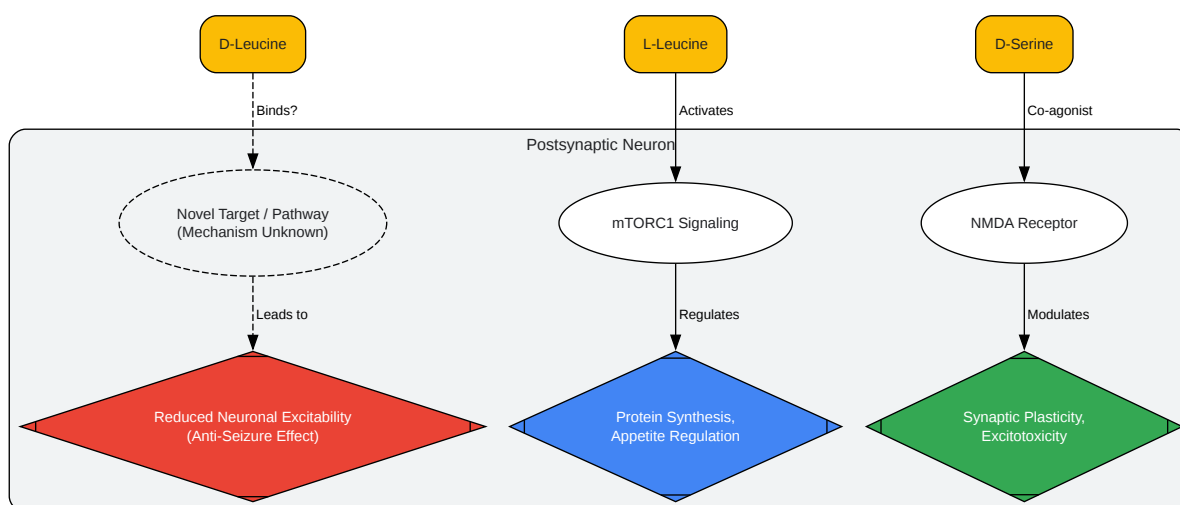 D-Leucine
L-Leucine
D-Serine
Binds?
Activates
Co-agonist
Postsynaptic Neuron
Novel Target / Pathway
(Mechanism Unknown)
mTORC1 Signaling
NMDA Receptor
Leads to
Regulates
Modulates
Reduced Neuronal Excitability
(Anti-Seizure Effect)
Protein Synthesis,
Appetite Regulation
Synaptic Plasticity,
Excitotoxicity